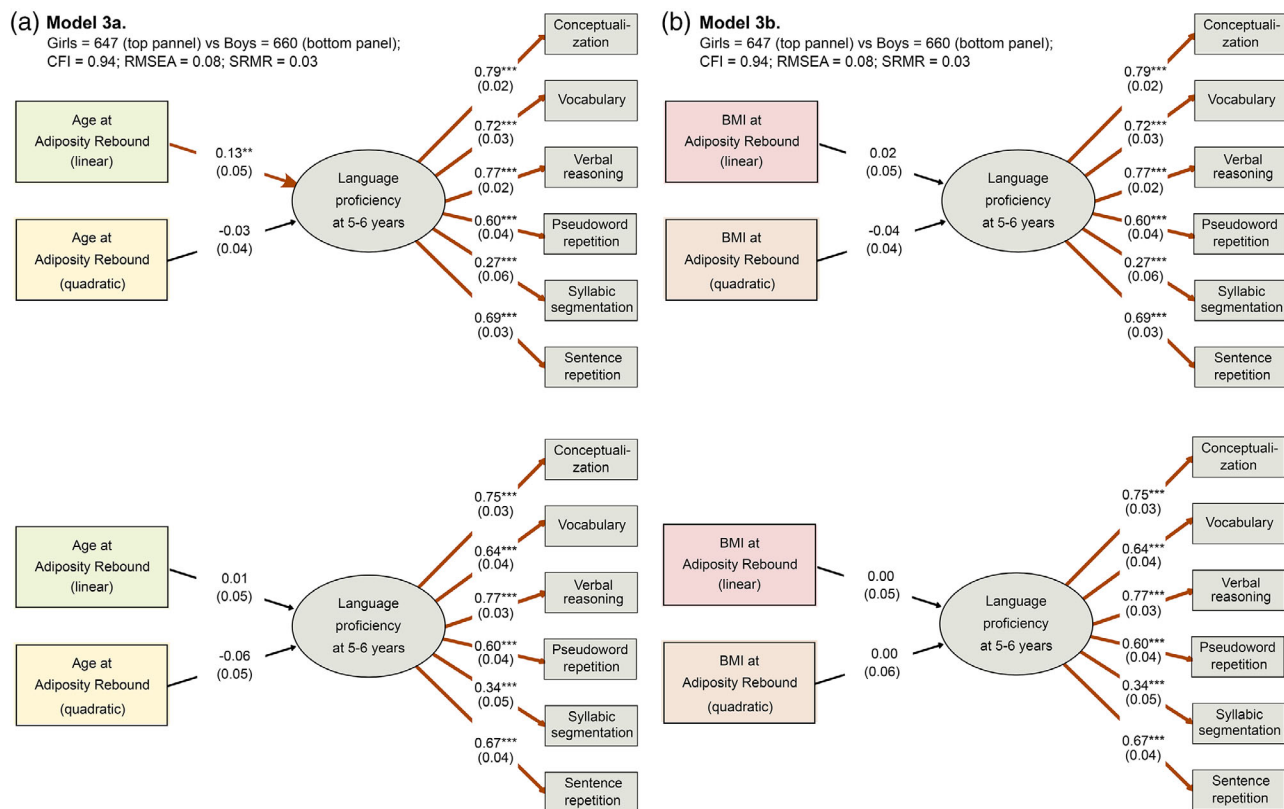 (a) Model 3a.
Girls = 647 (top pannel) vs Boys = 660 (bottom panel);
CFI = 0.94; RMSEA = 0.08; SRMR = 0.03
Age at
Adiposity Rebound
(linear)
Age at
Adiposity Rebound
(quadratic)
0.13**
(0.05)
-0.03
(0.04)
Language
proficiency
at 5-6 years
0.79***
(0.02)
0.72***
(0.03)
0.77***
(0.02)
0.60***
(0.04)
0.27***
(0.06)
0.69***
(0.03)
Conceptuali-
zation
Vocabulary
Verbal
reasoning
Pseudoword
repetition
Syllabic
segmentation
Sentence
repetition
Age at
Adiposity Rebound
(linear)
Age at
Adiposity Rebound
(quadratic)
0.01
(0.05)
-0.06
(0.05)
Language
proficiency
at 5-6 years
0.75***
(0.03)
0.64***
(0.04)
0.77***
(0.03)
0.60***
(0.04)
0.34***
(0.05)
0.67***
(0.04)
Conceptuali-
zation
Vocabulary
Verbal
reasoning
Pseudoword
repetition
Syllabic
segmentation
Sentence
repetition
(b) Model 3b.
Girls = 647 (top pannel) vs Boys = 660 (bottom panel);
CFI = 0.94; RMSEA = 0.08; SRMR = 0.03
BMI at
Adiposity Rebound
(linear)
BMI at
Adiposity Rebound
(quadratic)
0.02
(0.05)
-0.04
(0.04)
Language
proficiency
at 5-6 years
0.79***
(0.02)
0.72***
(0.03)
0.77***
(0.02)
0.60***
(0.04)
0.27***
(0.06)
0.69***
(0.03)
Conceptuali-
zation
Vocabulary
Verbal
reasoning
Pseudoword
repetition
Syllabic
segmentation
Sentence
repetition
BMI at
Adiposity Rebound
(linear)
BMI at
Adiposity Rebound
(quadratic)
0.00
(0.05)
0.00
(0.06)
Language
proficiency
at 5-6 years
0.75***
(0.03)
0.64***
(0.04)
0.77***
(0.03)
0.60***
(0.04)
0.34***
(0.05)
0.67***
(0.04)
Conceptuali-
zation
Vocabulary
Verbal
reasoning
Pseudoword
repetition
Syllabic
segmentation
Sentence
repetition